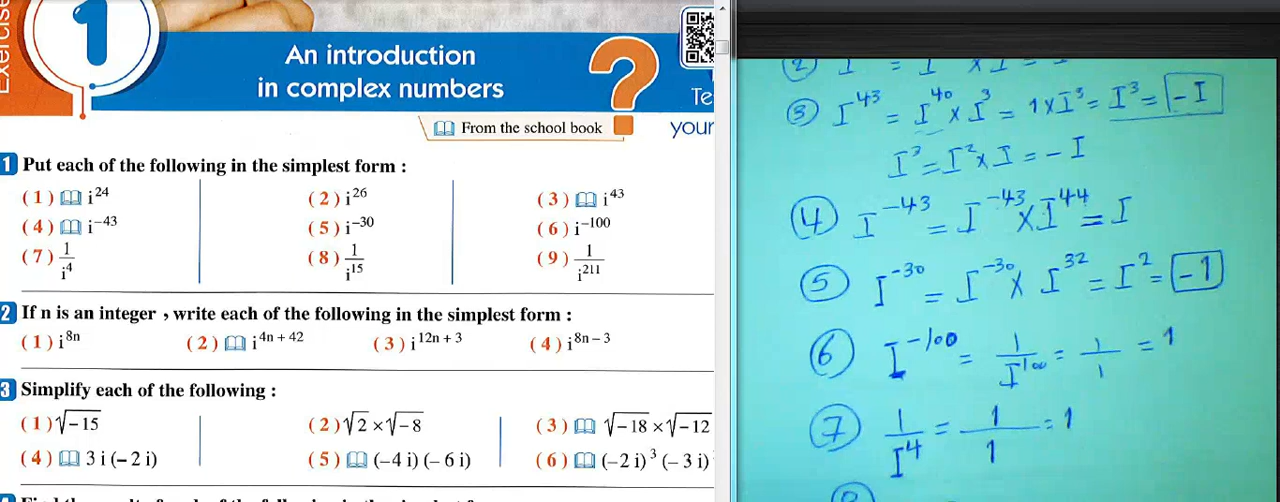 Exercise
1
An introduction
in complex numbers
?
Te
From the school book
your
1 Put each of the following in the simplest form :
(1) i²⁴ (2) i²⁶ (3) i⁴³
(4) i⁻⁴³ (5) i⁻³⁰ (6) i⁻¹⁰⁰
(7) 1/i⁴ (8) 1/i¹⁵ (9) 1/i²¹¹
2 If n is an integer , write each of the following in the simplest form :
(1) i⁸ⁿ (2) i⁴ⁿ⁺⁴² (3) i¹²ⁿ⁺³ (4) i⁸ⁿ⁻³
3 Simplify each of the following :
(1) √-15 (2) √2 × √-8 (3) √-18 × √-12
(4) 3 i (- 2 i) (5) (-4 i) (- 6 i) (6) (-2 i)³ (- 3 i)
③ I⁴³ = I⁴⁰ × I³ = 1 × I³ = I³ = -I
I³ = I² × I = -I
④ I⁻⁴³ = I⁻⁴³ × I⁴⁴ = I
⑤ I⁻³⁰ = I⁻³⁰ × I³² = I² = -1
⑥ I⁻¹⁰⁰ = 1/I¹⁰⁰ = 1/1 = 1
⑦ 1/I⁴ = 1/1 = 1